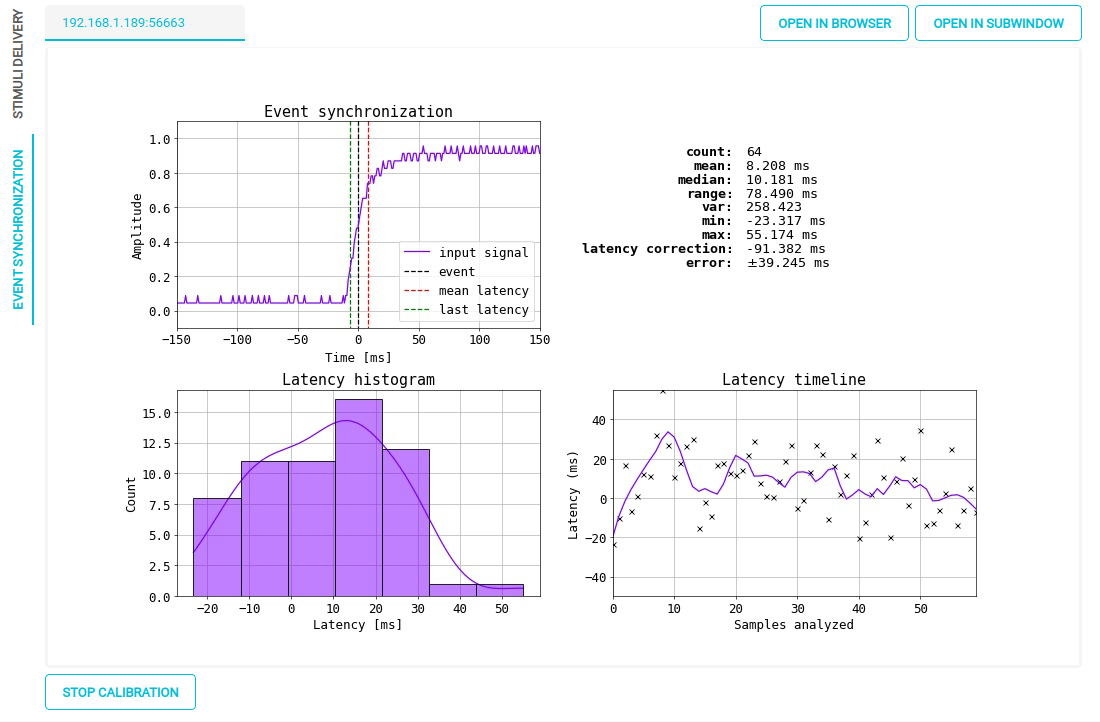 STIMULI DELIVERY
EVENT SYNCHRONIZATION
192.168.1.189:56663
OPEN IN BROWSER
OPEN IN SUBWINDOW
Event synchronization
Amplitude
1.0
0.8
0.6
0.4
0.2
0.0
input signal
event
mean latency
last latency
−150 −100 −50 0 50 100 150
Time [ms]
count: 64
mean: 8.208 ms
median: 10.181 ms
range: 78.490 ms
var: 258.423
min: -23.317 ms
max: 55.174 ms
latency correction: -91.382 ms
error: ±39.245 ms
Latency histogram
Count
15.0
12.5
10.0
7.5
5.0
2.5
0.0
−20 −10 0 10 20 30 40 50
Latency [ms]
Latency timeline
Latency (ms)
40
20
0
−20
−40
0 10 20 30 40 50
Samples analyzed
STOP CALIBRATION